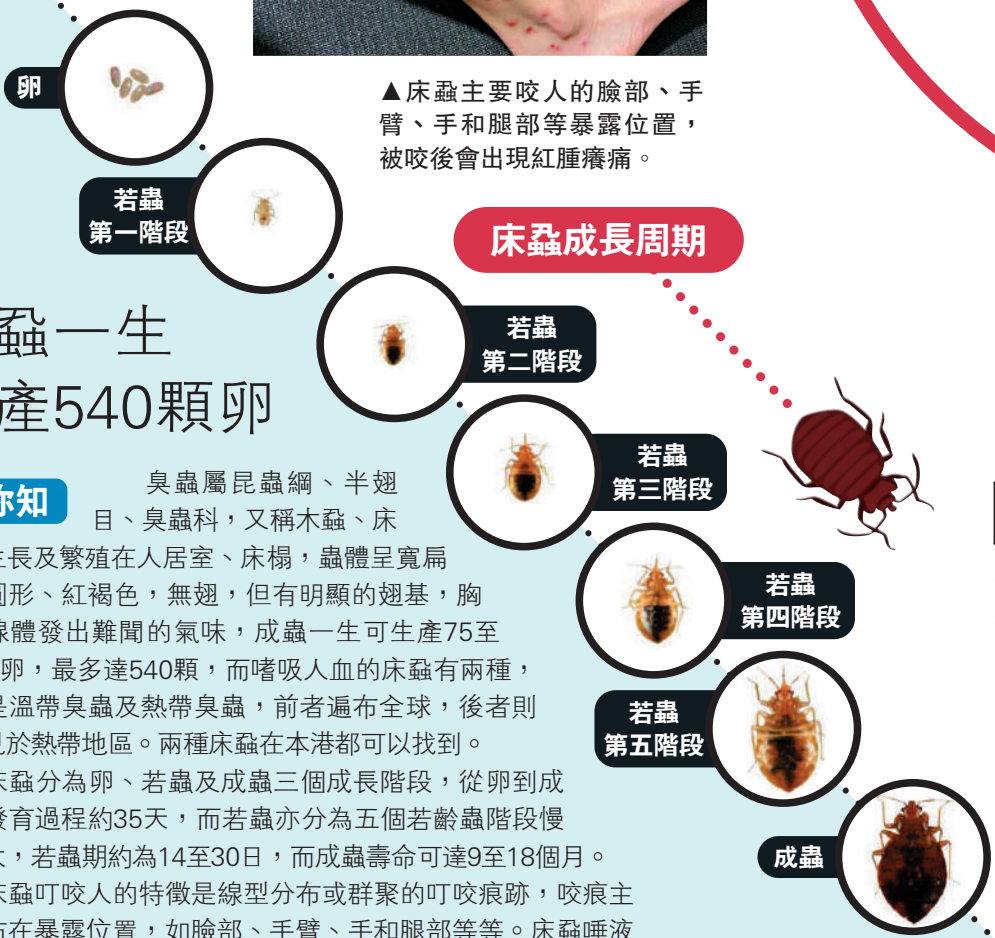 卵
▲床蝨主要咬人的臉部、手
臂、手和腿部等暴露位置,
被咬後會出現紅腫癢痛。
若蟲
第一階段
床蝨成長周期
若蟲
第二階段
蝨一生
產540顆卵
若蟲
第三階段
你知
臭蟲屬昆蟲綱、半翅
目、臭蟲科,又稱木蝨、床
生長及繁殖在人居室、床榻,蟲體呈寬扁
圓形、紅褐色,無翅,但有明顯的翅基,胸
腺體發出難聞的氣味,成蟲一生可生產75至
卵,最多達540顆,而嗜吸人血的床蝨有兩種,
是溫帶臭蟲及熱帶臭蟲,前者遍布全球,後者則
見於熱帶地區。兩種床蝨在本港都可以找到。
床蝨分為卵、若蟲及成蟲三個成長階段,從卵到成
發育過程約35天,而若蟲亦分為五個若齡蟲階段慢
大,若蟲期約為14至30日,而成蟲壽命可達9至18個月。
床蝨叮咬人的特徵是線型分布或群聚的叮咬痕跡,咬痕主
布在暴露位置,如臉部、手臂、手和腿部等等。床蝨唾液
若蟲
第四階段
若蟲
第五階段
成蟲